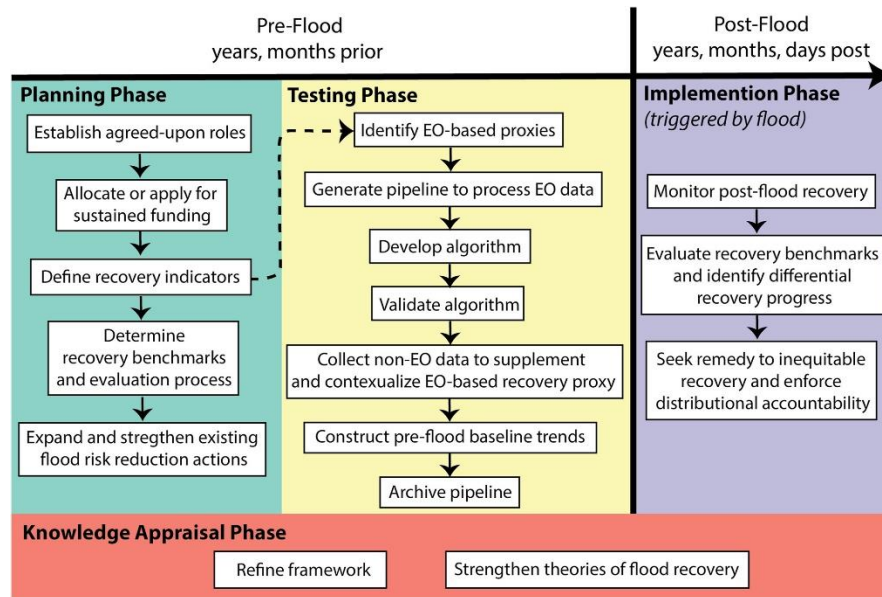 Pre-Flood
years, months prior
Post-Flood
years, months, days post
Planning Phase
Establish agreed-upon roles
Allocate or apply for
sustained funding
Define recovery indicators
Determine
recovery benchmarks
and evaluation process
Expand and stregthen existing
flood risk reduction actions
Testing Phase
Identify EO-based proxies
Generate pipeline to process EO data
Develop algorithm
Validate algorithm
Collect non-EO data to supplement
and contexualize EO-based recovery proxy
Construct pre-flood baseline trends
Archive pipeline
Implemention Phase
(triggered by flood)
Monitor post-flood recovery
Evaluate recovery benchmarks
and identify differential
recovery progress
Seek remedy to inequitable
recovery and enforce
distributional accountability
Knowledge Appraisal Phase
Refine framework
Strengthen theories of flood recovery